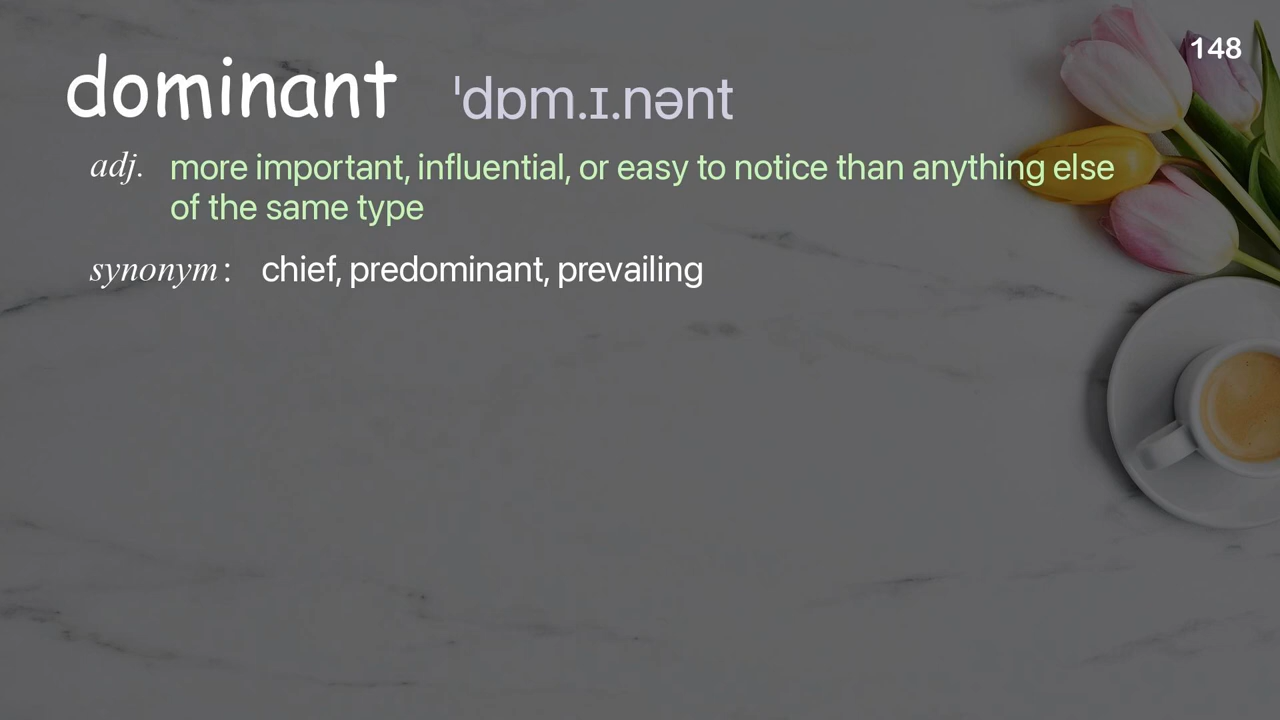 148
dominant ˈdɒm.ɪ.nənt
adj. more important, influential, or easy to notice than anything else
of the same type
synonym: chief, predominant, prevailing